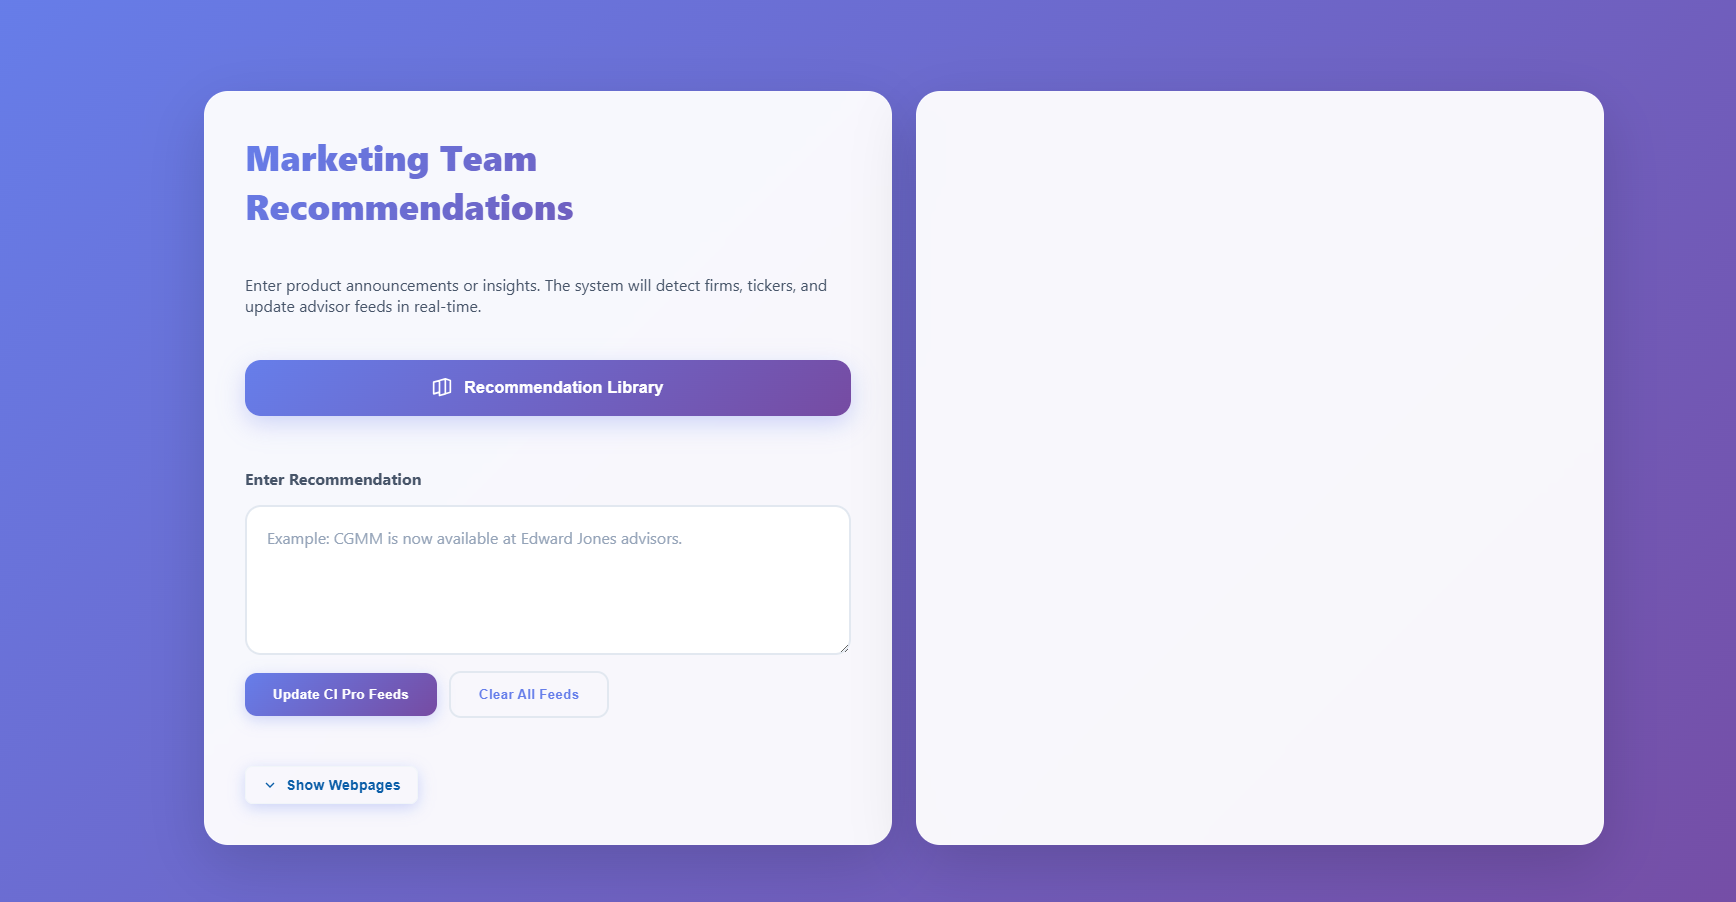 Marketing Team
Recommendations
Enter product announcements or insights. The system will detect firms, tickers, and
update advisor feeds in real-time.
Recommendation Library
Enter Recommendation
Example: CGMM is now available at Edward Jones advisors.
Update CI Pro Feeds
Clear All Feeds
Show Webpages